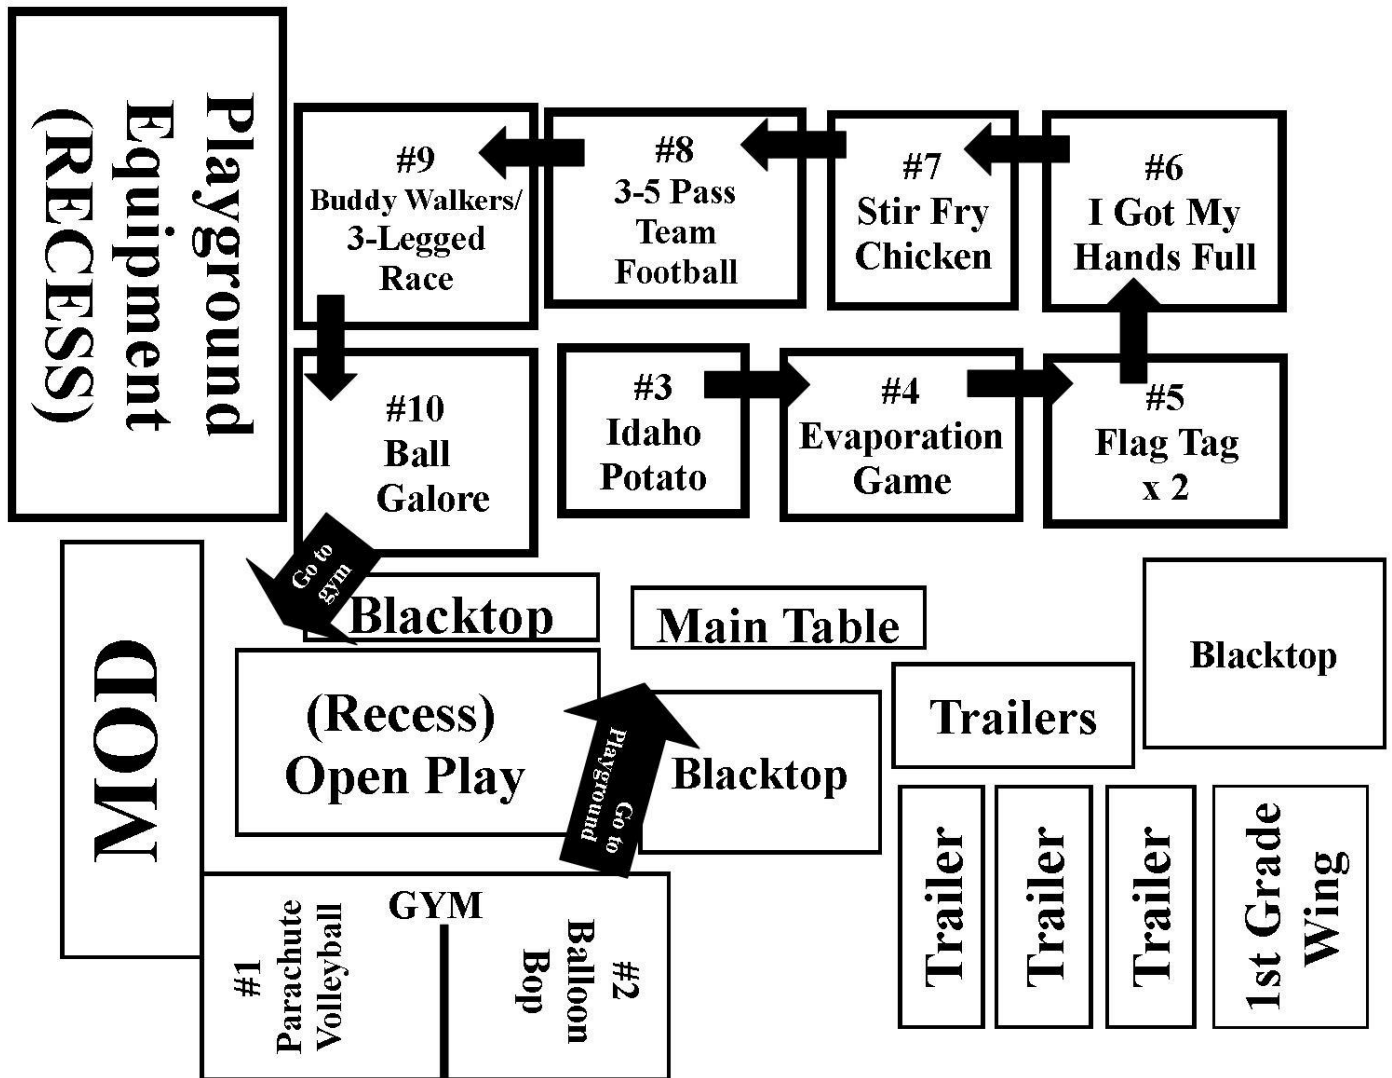 Playground
Equipment
(RECESS)
#9
Buddy Walkers/
3-Legged
Race
#8
3-5 Pass
Team
Football
#7
Stir Fry
Chicken
#6
I Got My
Hands Full
#10
Ball
Galore
#3
Idaho
Potato
#4
Evaporation
Game
#5
Flag Tag
x 2
Go to
gym
Blacktop
Main Table
Blacktop
MOD
(Recess)
Open Play
Go to
Playground
Blacktop
Trailers
Trailer
Trailer
Trailer
1st Grade
Wing
GYM
#1
Parachute
Volleyball
#2
Balloon
Bop